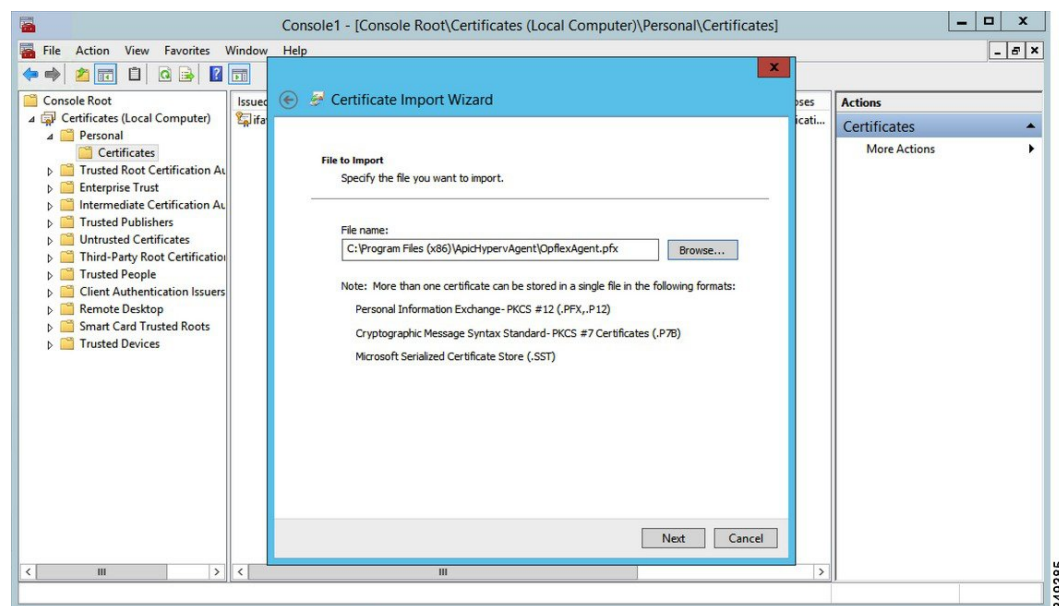 Console1 - [Console Root\Certificates (Local Computer)\Personal\Certificates]
File Action View Favorites Window Help
Console Root
Certificates (Local Computer)
Personal
Certificates
Trusted Root Certification Au
Enterprise Trust
Intermediate Certification Au
Trusted Publishers
Untrusted Certificates
Third-Party Root Certification
Trusted People
Client Authentication Issuers
Remote Desktop
Smart Card Trusted Roots
Trusted Devices
Issued
ifa
Certificate Import Wizard
File to Import
Specify the file you want to import.
File name:
C:\Program Files (x86)\ApicHypervAgent\OpflexAgent.pfx
Browse...
Note: More than one certificate can be stored in a single file in the following formats:
Personal Information Exchange- PKCS #12 (.PFX,.P12)
Cryptographic Message Syntax Standard- PKCS #7 Certificates (.P7B)
Microsoft Serialized Certificate Store (.SST)
Next Cancel
oses
icati...
Actions
Certificates
More Actions